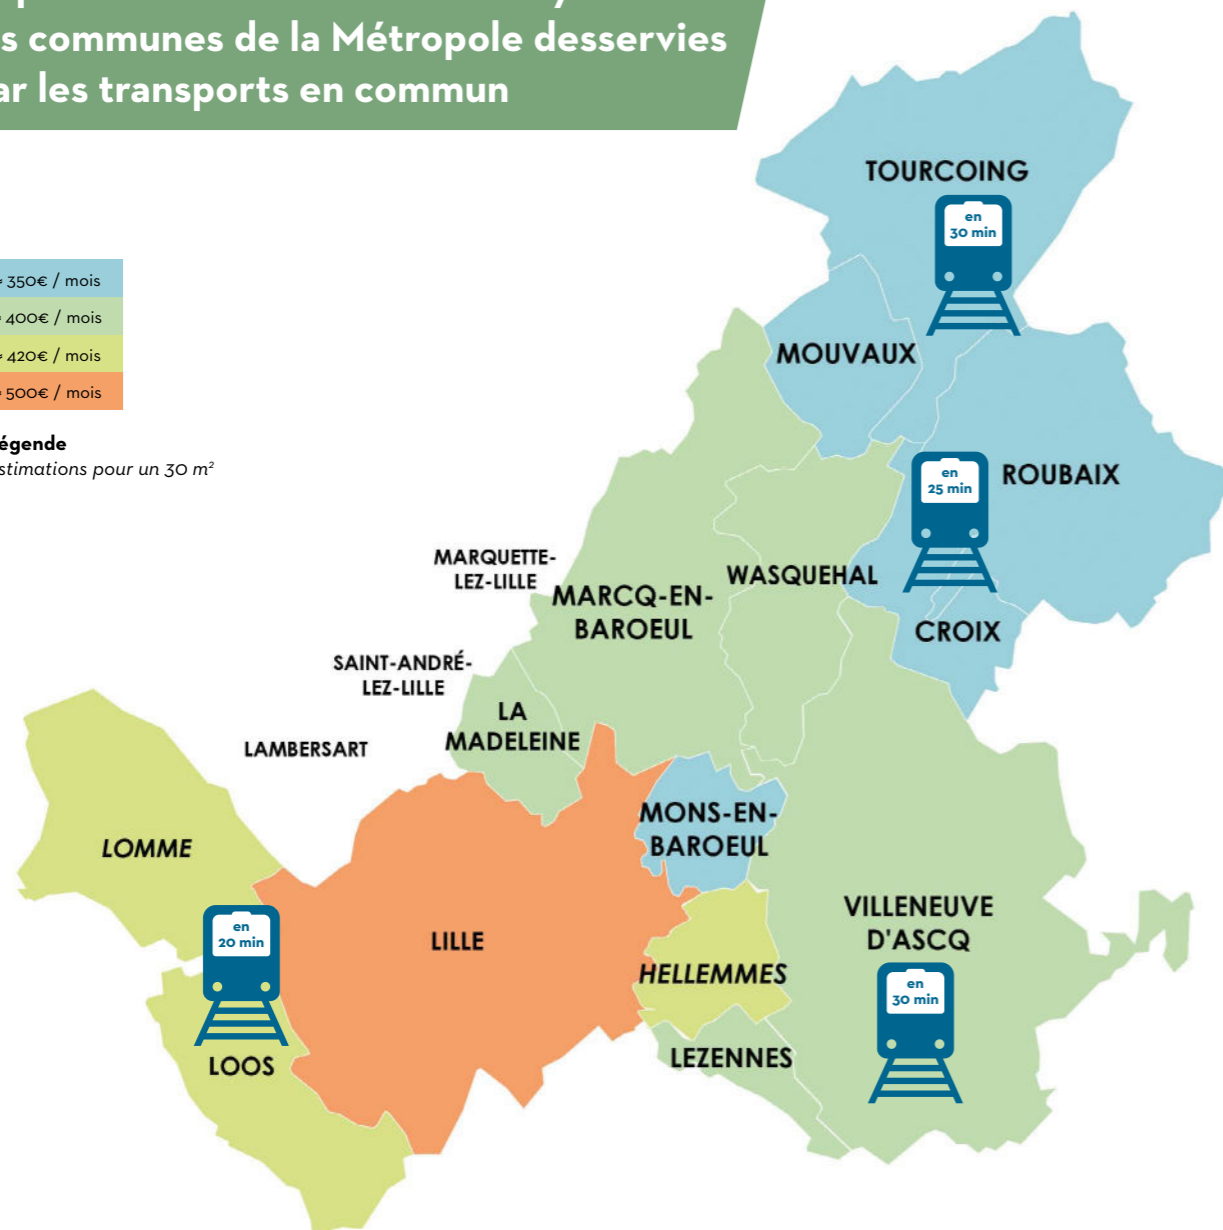 s communes de la Métropole desservies
ar les transports en commun
350€ / mois
400€ / mois
420€ / mois
500€ / mois
égende
stimations pour un 30 m²
TOURCOING
en
30 min
MOUVAUX
ROUBAIX
en
25 min
MARQUETTE-
LEZ-LILLE
MARCQ-EN-
BAROEUL
WASQUEHAL
CROIX
SAINT-ANDRÉ-
LEZ-LILLE
LA
MADELEINE
LAMBERSART
MONS-EN-
BAROEUL
LOMME
LILLE
VILLENEUVE
D'ASCQ
en
20 min
HELLEMMES
en
30 min
LOOS
LEZENNES